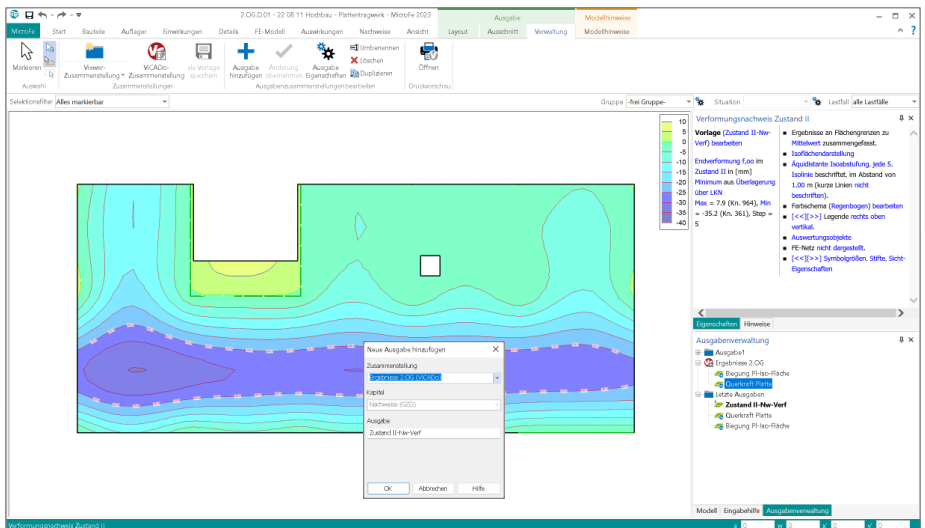 2.OG.D.01 - 22 08 11 Hochbau - Plattentragwerk - MicroFe 2023
Ausgabe
Modellhinweise
MicroFe Start Bauteile Auflager Einwirkungen Details FE-Modell Auswirkungen Nachweise Ansicht Layout Ausschnitt Verwaltung Modellhinweise
Markieren
Viewer-
Zusammenstellung
ViCADo-
Zusammenstellung
als Vorlage
speichern
Ausgabe
hinzufügen
Änderung
übernehmen
Ausgabe
Eigenschaften
Umbenennen
Löschen
Duplizieren
Öffnen
Auswahl Zusammenstellungen Ausgabenzusammenstellungen bearbeiten Druckvorschau
Selektionsfilter Alles markierbar Gruppe -frei Gruppe- Situation Lastfall alle Lastfälle
10
5
0
-5
-10
-15
-20
-25
-30
-35
-40
Verformungsnachweis Zustand II
Vorlage (Zustand II-Nw-
Verf) bearbeiten
Endverformung f,oo im
Zustand II in [mm]
Minimum aus Überlagerung
über LKN
Max = 7.9 (Kn. 964), Min
= -35.2 (Kn. 361), Step =
5
Ergebnisse an Flächengrenzen zu
Mittelwert zusammengefasst.
Isoflächendarstellung
Äquidistante Isoabstufung, jede 5.
Isolinie beschriftet, im Abstand von
1.00 m (kurze Linien nicht
beschriften).
Farbschema (Regenbogen) bearbeiten
[<<][>>] Legende rechts oben
vertikal.
Auswertungsobjekte
FE-Netz nicht dargestellt.
[<<][>>] Symbolgrößen, Stifte, Sicht-
Eigenschaften
Eigenschaften Hinweise
Ausgabenverwaltung
Ausgabe1
Ergebnisse 2.OG
Biegung Pl-Iso-Fläche
Querkraft Platte
Letzte Ausgaben
Zustand II-Nw-Verf
Querkraft Platte
Biegung Pl-Iso-Fläche
Neue Ausgabe hinzufügen
Zusammenstellung
Ergebnisse 2.OG (ViCADo)
Kapitel
Nachweise (GZG)
Ausgabe
Zustand II-Nw-Verf
OK Abbrechen Hilfe
Modell Eingabehilfe Ausgabenverwaltung
Verformungsnachweis Zustand II